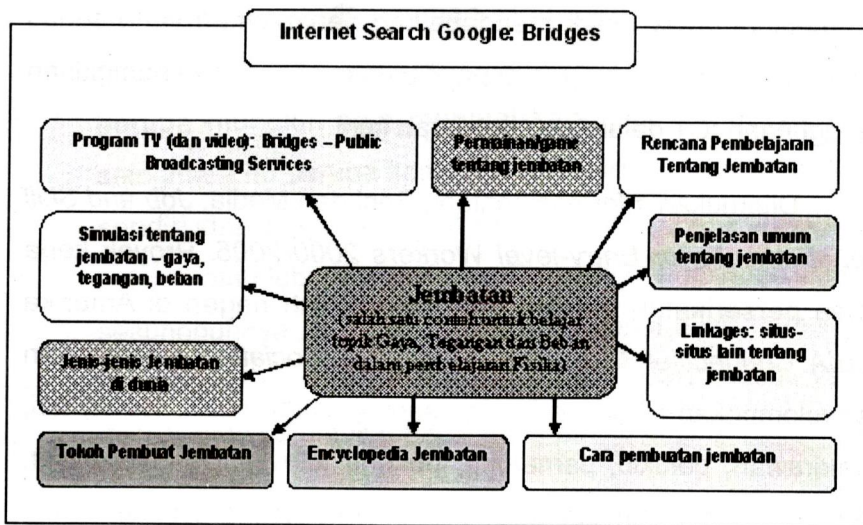 Internet Search Google: Bridges
Program TV (dan video): Bridges – Public
Broadcasting Services
Permainan/game
tentang jembatan
Rencana Pembelajaran
Tentang Jembatan
Simulasi tentang
jembatan – gaya,
tegangan, beban
Penjelasan umum
tentang jembatan
Jembatan
(salah satu contoh untuk belajar
topik Gaya, Tegangan dan Beban
dalam pembelajaran Fisika)
Linkages: situs-
situs lain tentang
jembatan
Jenis-jenis Jembatan
di dunia
Tokoh Pembuat Jembatan
Encyclopedia Jembatan
Cara pembuatan jembatan